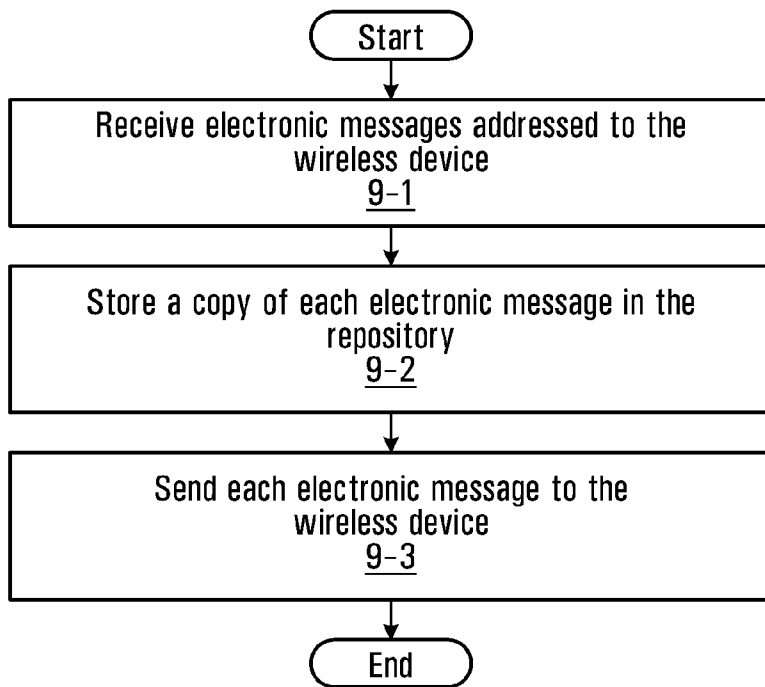 Start
Receive electronic messages addressed to the
wireless device
9-1
Store a copy of each electronic message in the
repository
9-2
Send each electronic message to the
wireless device
9-3
End